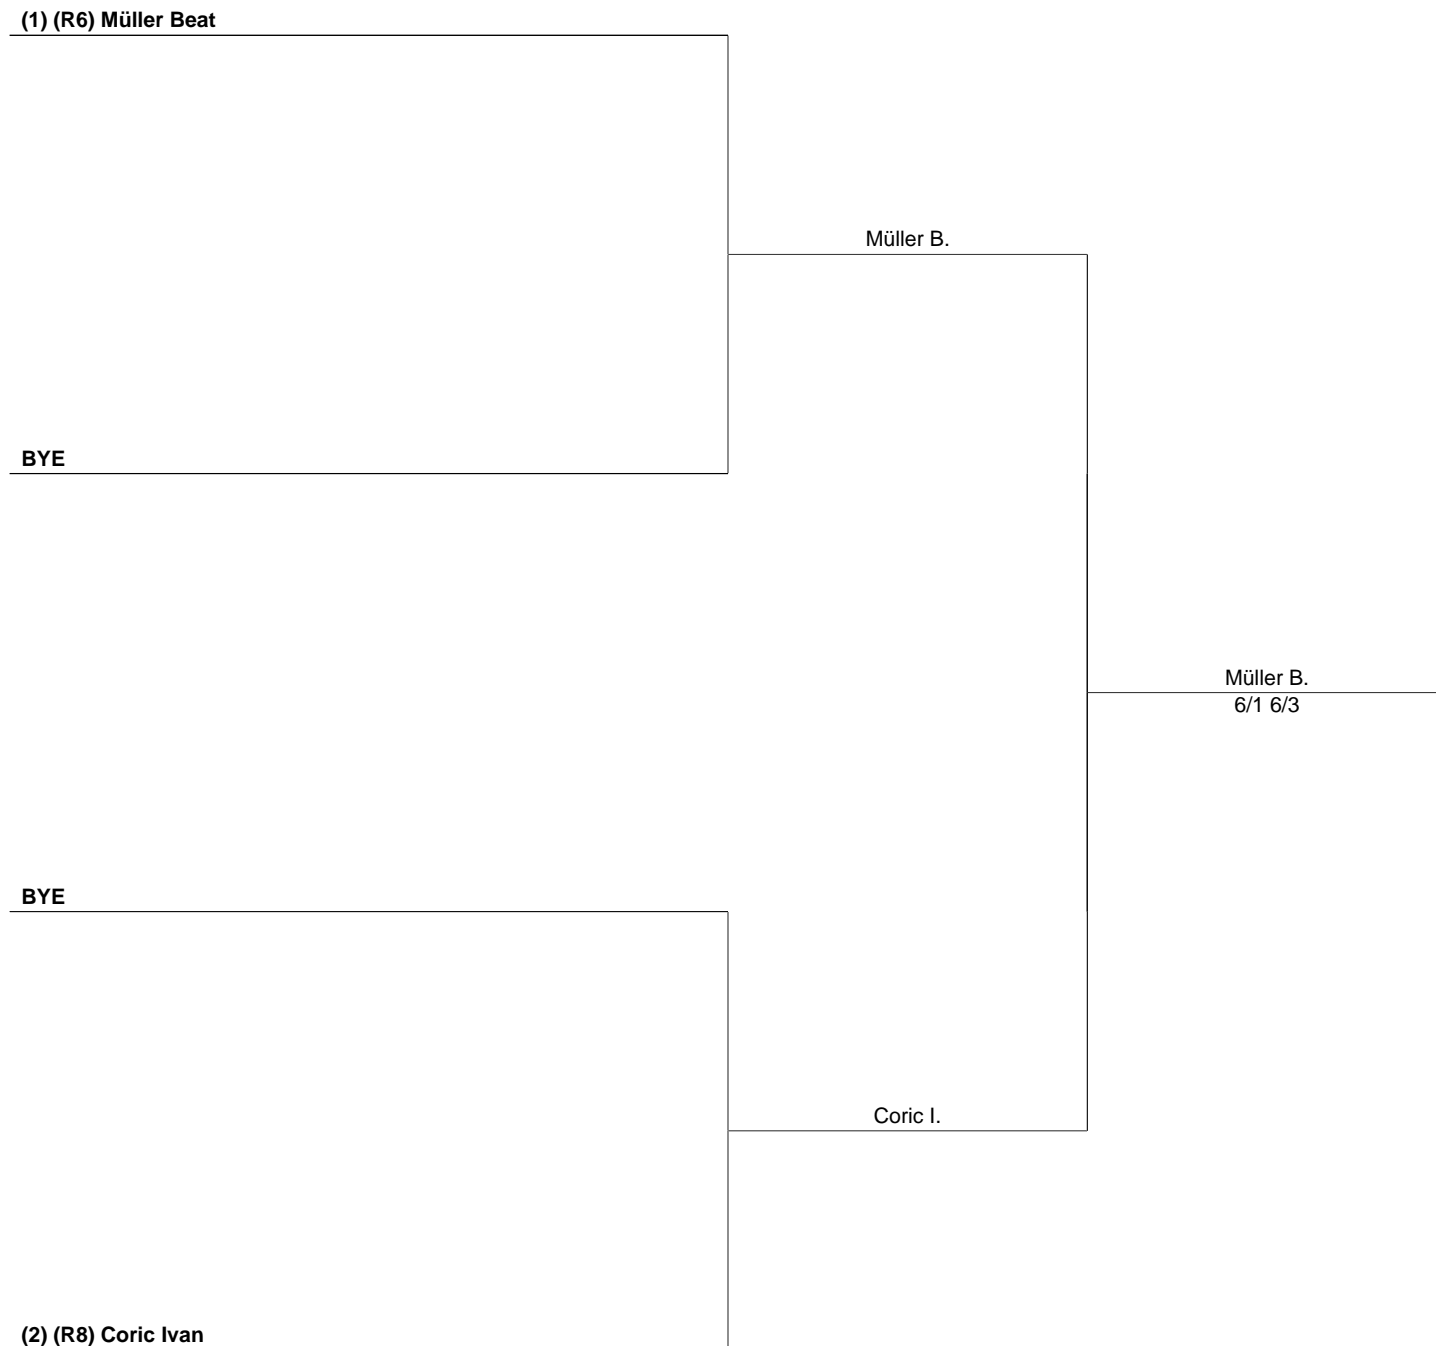 (1) (R6) Müller Beat
Müller B.
BYE
Müller B.
6/1 6/3
BYE
Coric I.
(2) (R8) Coric Ivan